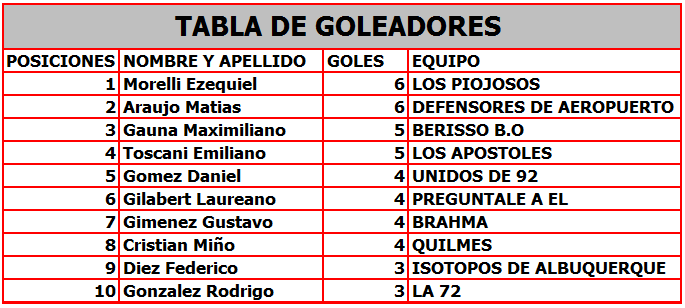 TABLA DE GOLEADORES
POSICIONES NOMBRE Y APELLIDO GOLES EQUIPO
1 Morelli Ezequiel 6 LOS PIOJOSOS
2 Araujo Matias 6 DEFENSORES DE AEROPUERTO
3 Gauna Maximiliano 5 BERISSO B.O
4 Toscani Emiliano 5 LOS APOSTOLES
5 Gomez Daniel 4 UNIDOS DE 92
6 Gilabert Laureano 4 PREGUNTALE A EL
7 Gimenez Gustavo 4 BRAHMA
8 Cristian Miño 4 QUILMES
9 Diez Federico 3 ISOTOPOS DE ALBUQUERQUE
10 Gonzalez Rodrigo 3 LA 72